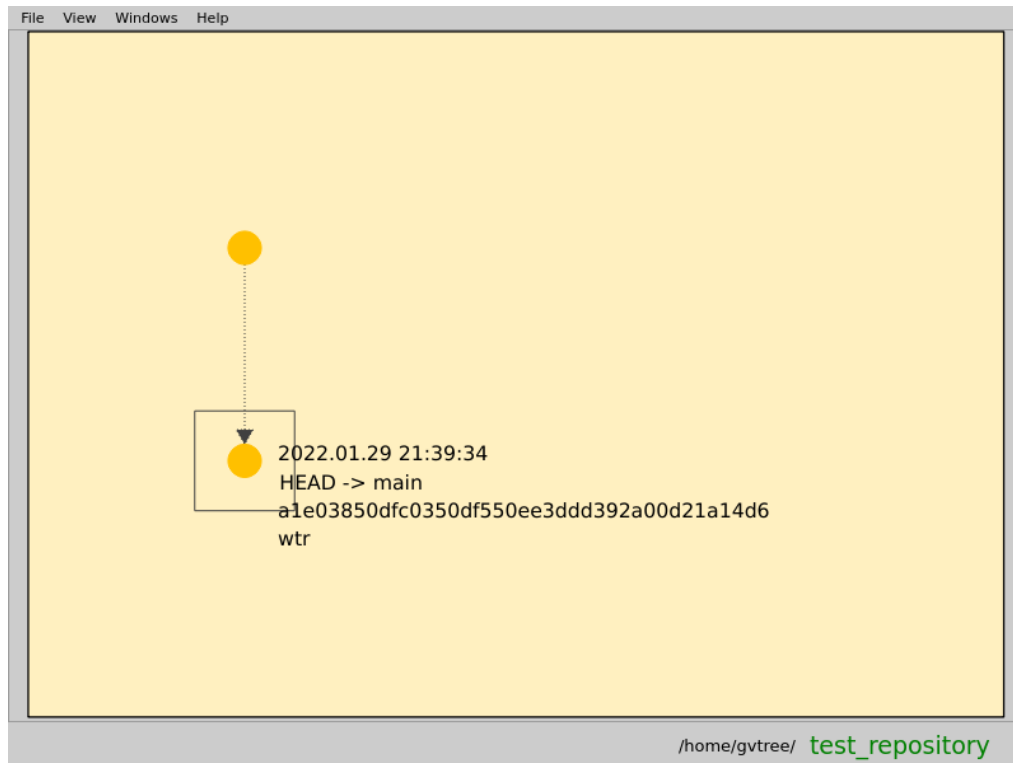 File View Windows Help
2022.01.29 21:39:34
HEAD -> main
a1e03850dfc0350df550ee3ddd392a00d21a14d6
wtr
/home/gvtree/ test_repository